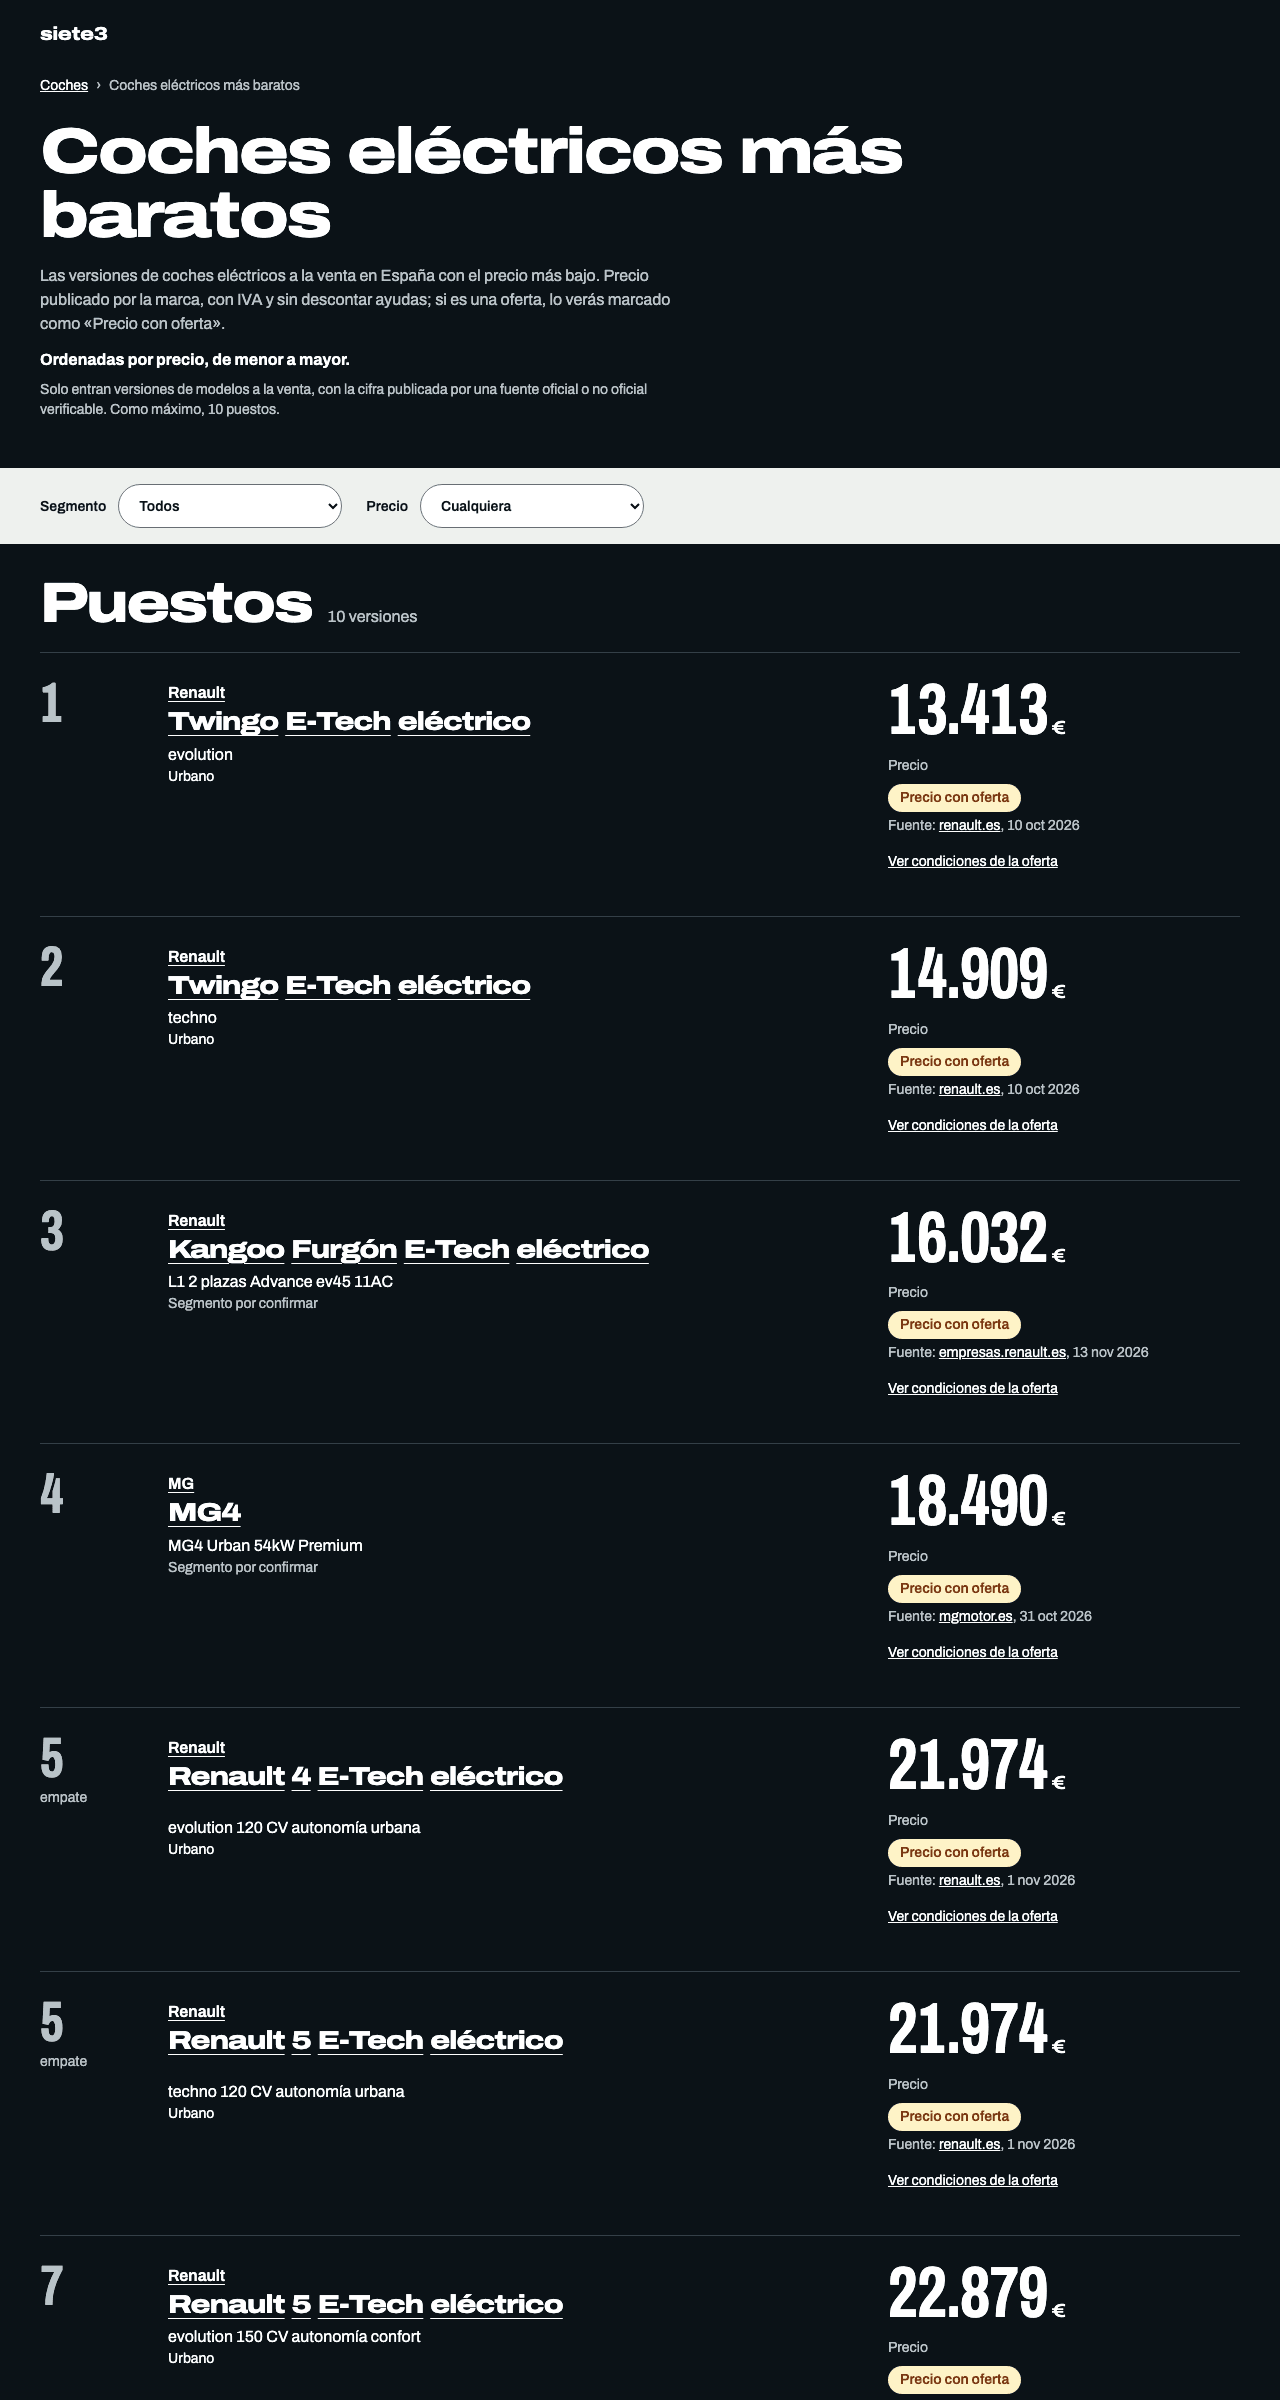 siete3
Coches › Coches eléctricos más baratos
Coches eléctricos más
baratos
Las versiones de coches eléctricos a la venta en España con el precio más bajo. Precio
publicado por la marca, con IVA y sin descontar ayudas; si es una oferta, lo verás marcado
como «Precio con oferta».
Ordenadas por precio, de menor a mayor.
Solo entran versiones de modelos a la venta, con la cifra publicada por una fuente oficial o no oficial
verificable. Como máximo, 10 puestos.
Segmento Todos Precio Cualquiera
Puestos 10 versiones
1
Renault
Twingo E-Tech eléctrico
evolution
Urbano
13.413 €
Precio
Precio con oferta
Fuente: renault.es, 10 oct 2026
Ver condiciones de la oferta
2
Renault
Twingo E-Tech eléctrico
techno
Urbano
14.909 €
Precio
Precio con oferta
Fuente: renault.es, 10 oct 2026
Ver condiciones de la oferta
3
Renault
Kangoo Furgón E-Tech eléctrico
L1 2 plazas Advance ev45 11AC
Segmento por confirmar
16.032 €
Precio
Precio con oferta
Fuente: empresas.renault.es, 13 nov 2026
Ver condiciones de la oferta
4
MG
MG4
MG4 Urban 54kW Premium
Segmento por confirmar
18.490 €
Precio
Precio con oferta
Fuente: mgmotor.es, 31 oct 2026
Ver condiciones de la oferta
5
empate
Renault
Renault 4 E-Tech eléctrico
evolution 120 CV autonomía urbana
Urbano
21.974 €
Precio
Precio con oferta
Fuente: renault.es, 1 nov 2026
Ver condiciones de la oferta
5
empate
Renault
Renault 5 E-Tech eléctrico
techno 120 CV autonomía urbana
Urbano
21.974 €
Precio
Precio con oferta
Fuente: renault.es, 1 nov 2026
Ver condiciones de la oferta
7
Renault
Renault 5 E-Tech eléctrico
evolution 150 CV autonomía confort
Urbano
22.879 €
Precio
Precio con oferta